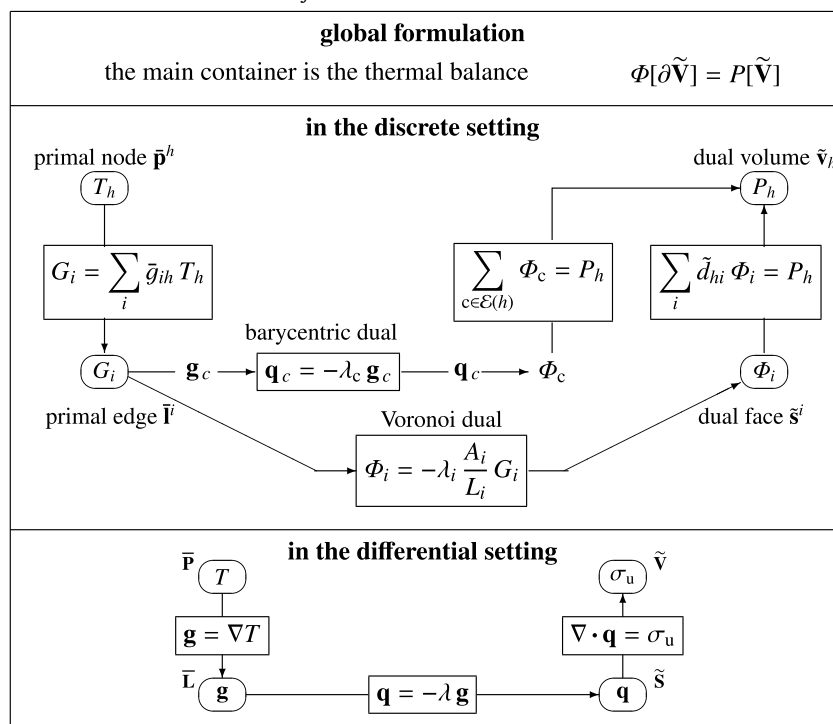 global formulation
the main container is the thermal balance Φ[∂Ṽ] = P[Ṽ]
in the discrete setting
primal node p̄^h dual volume ṽ_h
T_h P_h
G_i = ∑_i ḡ_ih T_h ∑_{c∈ℰ(h)} Φ_c = P_h ∑_i d̃_hi Φ_i = P_h
barycentric dual
G_i g_c q_c = −λ_c g_c q_c Φ_c Φ_i
primal edge l̄^i Voronoi dual dual face s̃^i
Φ_i = −λ_i A_i/L_i G_i
in the differential setting
P̄ T σ_u Ṽ
g = ∇T ∇·q = σ_u
L̄ g q = −λ g q S̃